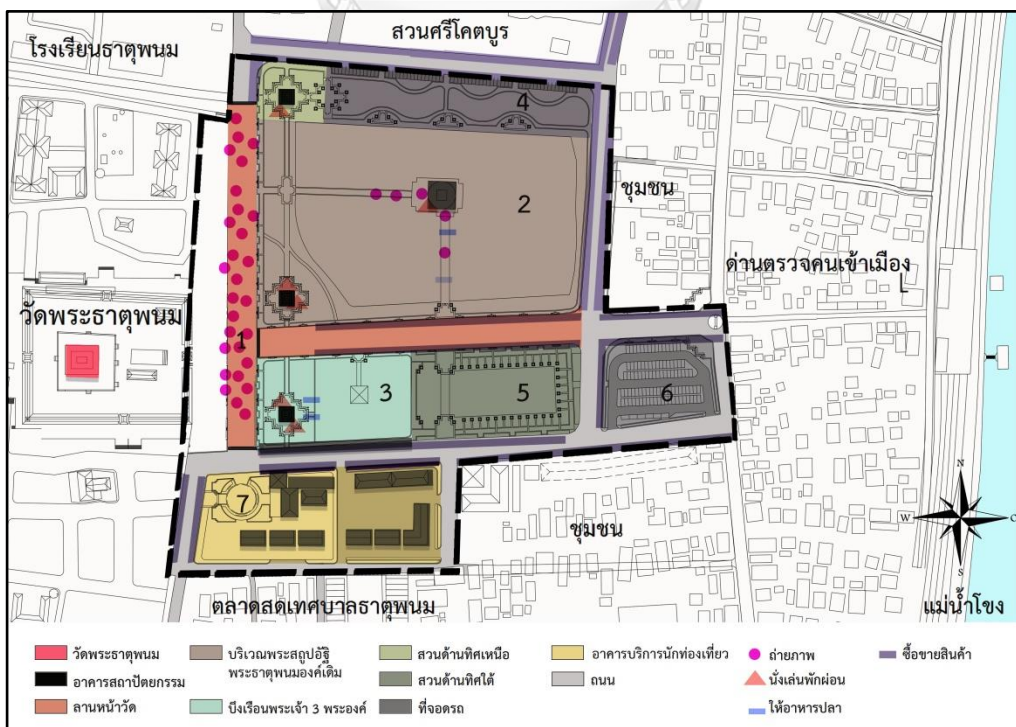 สวนศรีโคตบูร
โรงเรียนธาตุพนม
4
ชุมชน
2
ด่านตรวจคนเข้าเมือง
วัดพระธาตุพนม
1
3
5
6
7
ชุมชน
N
W
S
ตลาดสดเทศบาลธาตุพนม
แม่น้ำโขง
วัดพระธาตุพนม
บริเวณพระสถูปอัฐิ
พระธาตุพนมองค์เดิม
สวนด้านทิศเหนือ
อาคารบริการนักท่องเที่ยว
ถ่ายภาพ
ซื้อขายสินค้า
อาคารสถาปัตยกรรม
สวนด้านทิศใต้
ถนน
นั่งเล่นพักผ่อน
ลานหน้าวัด
บึงเรือนพระเจ้า 3 พระองค์
ที่จอดรถ
ให้อาหารปลา